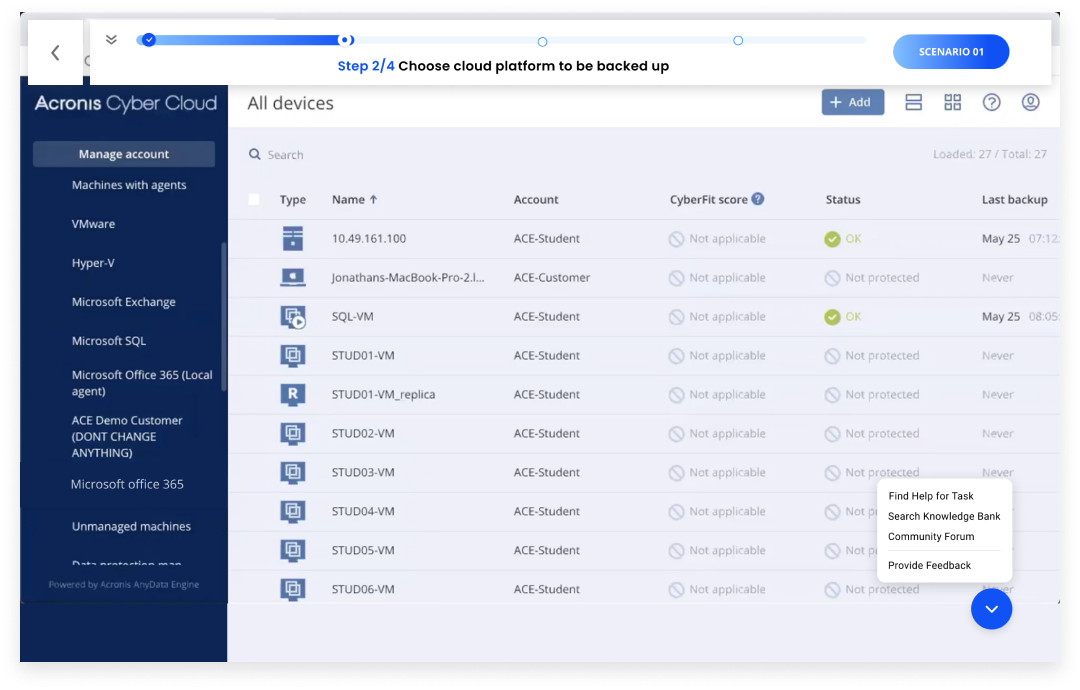 Step 2/4 Choose cloud platform to be backed up
SCENARIO 01
Acronis Cyber Cloud
All devices
+ Add
Manage account
Search
Loaded: 27 / Total: 27
Machines with agents
VMware
Hyper-V
Microsoft Exchange
Microsoft SQL
Microsoft Office 365 (Local
agent)
ACE Demo Customer
(DONT CHANGE
ANYTHING)
Microsoft office 365
Unmanaged machines
Powered by Acronis AnyData Engine
Type Name ↑ Account CyberFit score ? Status Last backup
10.49.161.100 ACE-Student Not applicable OK May 25 07:12:
Jonathans-MacBook-Pro-2.l... ACE-Customer Not applicable Not protected Never
SQL-VM ACE-Student Not applicable OK May 25 08:05:
STUD01-VM ACE-Student Not applicable Not protected Never
R STUD01-VM_replica ACE-Student Not applicable Not protected Never
STUD02-VM ACE-Student Not applicable Not protected Never
STUD03-VM ACE-Student Not applicable Not protected Never
STUD04-VM ACE-Student Not applicable Not p
STUD05-VM ACE-Student Not applicable Not p
STUD06-VM ACE-Student Not applicable Not protected Never
Find Help for Task
Search Knowledge Bank
Community Forum
Provide Feedback